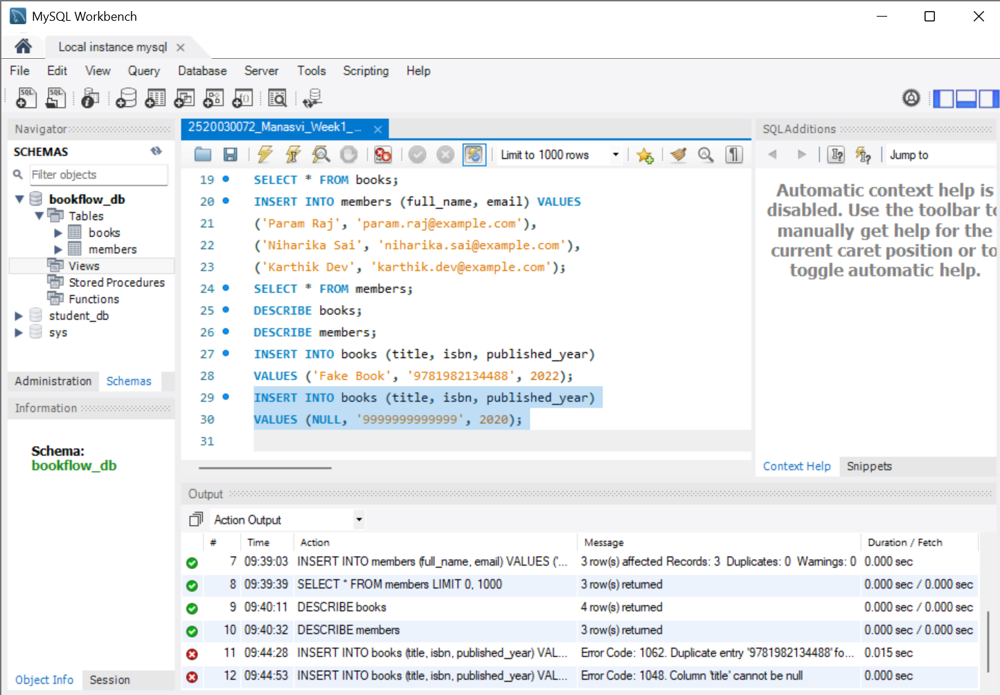 MySQL Workbench
Local instance mysql
File Edit View Query Database Server Tools Scripting Help
Navigator
SCHEMAS
Filter objects
bookflow_db
Tables
books
members
Views
Stored Procedures
Functions
student_db
sys
Administration Schemas
Information
Schema:
bookflow_db
Object Info Session
2520030072_Manasvi_Week1_...
Limit to 1000 rows
19 SELECT * FROM books;
20 INSERT INTO members (full_name, email) VALUES
21 ('Param Raj', 'param.raj@example.com'),
22 ('Niharika Sai', 'niharika.sai@example.com'),
23 ('Karthik Dev', 'karthik.dev@example.com');
24 SELECT * FROM members;
25 DESCRIBE books;
26 DESCRIBE members;
27 INSERT INTO books (title, isbn, published_year)
28 VALUES ('Fake Book', '9781982134488', 2022);
29 INSERT INTO books (title, isbn, published_year)
30 VALUES (NULL, '9999999999999', 2020);
31
SQLAdditions
Jump to
Automatic context help is
disabled. Use the toolbar to
manually get help for the
current caret position or to
toggle automatic help.
Context Help Snippets
Output
Action Output
# Time Action Message Duration / Fetch
7 09:39:03 INSERT INTO members (full_name, email) VALUES ('... 3 row(s) affected Records: 3 Duplicates: 0 Warnings: 0 0.000 sec
8 09:39:39 SELECT * FROM members LIMIT 0, 1000 3 row(s) returned 0.000 sec / 0.000 sec
9 09:40:11 DESCRIBE books 4 row(s) returned 0.000 sec / 0.000 sec
10 09:40:32 DESCRIBE members 3 row(s) returned 0.000 sec / 0.000 sec
11 09:44:28 INSERT INTO books (title, isbn, published_year) VAL... Error Code: 1062. Duplicate entry '9781982134488' fo... 0.015 sec
12 09:44:53 INSERT INTO books (title, isbn, published_year) VAL... Error Code: 1048. Column 'title' cannot be null 0.000 sec